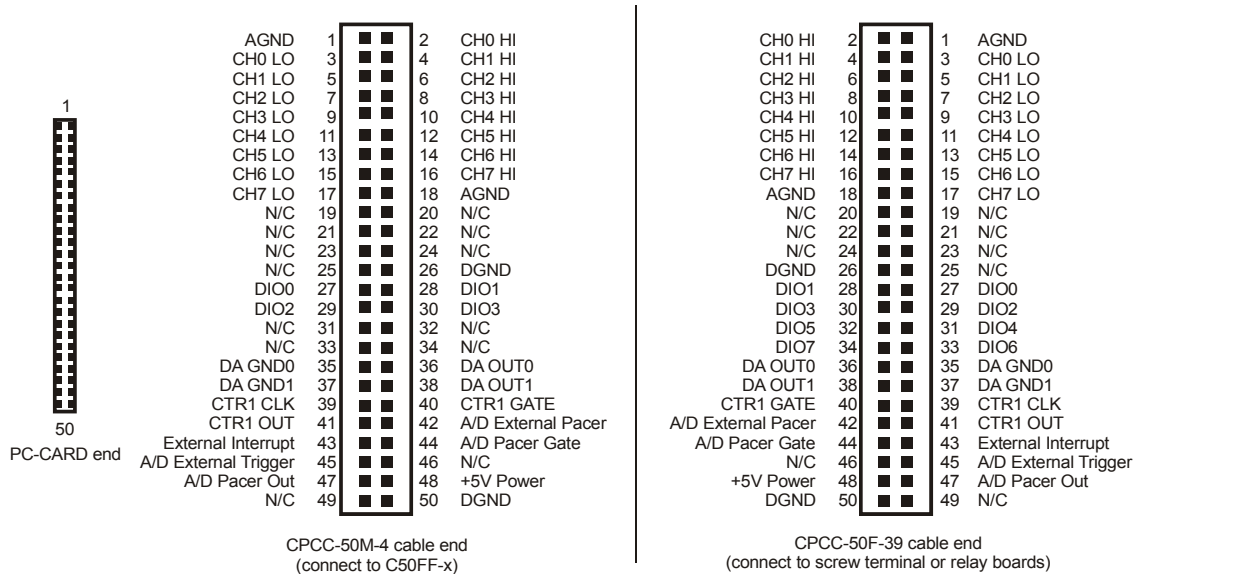 1
50
PC-CARD end
AGND 1 2 CH0 HI
CH0 LO 3 4 CH1 HI
CH1 LO 5 6 CH2 HI
CH2 LO 7 8 CH3 HI
CH3 LO 9 10 CH4 HI
CH4 LO 11 12 CH5 HI
CH5 LO 13 14 CH6 HI
CH6 LO 15 16 CH7 HI
CH7 LO 17 18 AGND
N/C 19 20 N/C
N/C 21 22 N/C
N/C 23 24 N/C
N/C 25 26 DGND
DIO0 27 28 DIO1
DIO2 29 30 DIO3
N/C 31 32 N/C
N/C 33 34 N/C
DA GND0 35 36 DA OUT0
DA GND1 37 38 DA OUT1
CTR1 CLK 39 40 CTR1 GATE
CTR1 OUT 41 42 A/D External Pacer
External Interrupt 43 44 A/D Pacer Gate
A/D External Trigger 45 46 N/C
A/D Pacer Out 47 48 +5V Power
N/C 49 50 DGND
CPCC-50M-4 cable end
(connect to C50FF-x)
CH0 HI 2 1 AGND
CH1 HI 4 3 CH0 LO
CH2 HI 6 5 CH1 LO
CH3 HI 8 7 CH2 LO
CH4 HI 10 9 CH3 LO
CH5 HI 12 11 CH4 LO
CH6 HI 14 13 CH5 LO
CH7 HI 16 15 CH6 LO
AGND 18 17 CH7 LO
N/C 20 19 N/C
N/C 22 21 N/C
N/C 24 23 N/C
DGND 26 25 N/C
DIO1 28 27 DIO0
DIO3 30 29 DIO2
DIO5 32 31 DIO4
DIO7 34 33 DIO6
DA OUT0 36 35 DA GND0
DA OUT1 38 37 DA GND1
CTR1 GATE 40 39 CTR1 CLK
A/D External Pacer 42 41 CTR1 OUT
A/D Pacer Gate 44 43 External Interrupt
N/C 46 45 A/D External Trigger
+5V Power 48 47 A/D Pacer Out
DGND 50 49 N/C
CPCC-50F-39 cable end
(connect to screw terminal or relay boards)